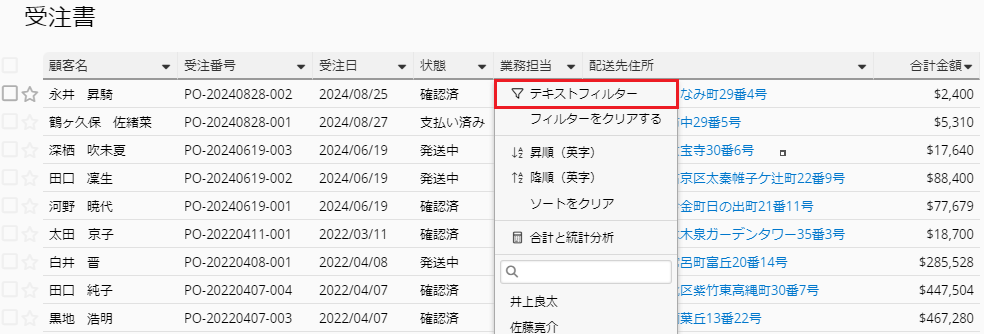 受注書
顧客名 受注番号 受注日 状態 業務担当 配送先住所 合計金額
永井 昇騎 PO-20240828-002 2024/08/25 確認済 テキストフィルター なみ町29番4号 $2,400
鶴ヶ久保 佐緒菜 PO-20240828-001 2024/08/27 支払い済み フィルターをクリアする 中29番5号 $5,310
深栖 吹未夏 PO-20240619-003 2024/06/19 発送中 昇順（英字） 宝寺30番6号 $17,640
田口 凜生 PO-20240619-002 2024/06/19 発送中 降順（英字） 京区太秦帷子ケ辻町22番9号 $88,400
河野 暁代 PO-20240619-001 2024/06/19 確認済 ソートをクリア 金町日の出町21番11号 $77,679
太田 京子 PO-20220411-001 2022/03/11 確認済 合計と統計分析 木泉ガーデンタワー35番3号 $18,700
白井 晋 PO-20220408-001 2022/04/08 発送中 呂町富丘20番14号 $285,528
田口 純子 PO-20220407-004 2022/04/07 確認済 区紫竹東高縄町30番7号 $447,504
黒地 浩明 PO-20220407-003 2022/04/07 確認済 井上良太 葉丘13番22号 $467,280
佐藤亮介